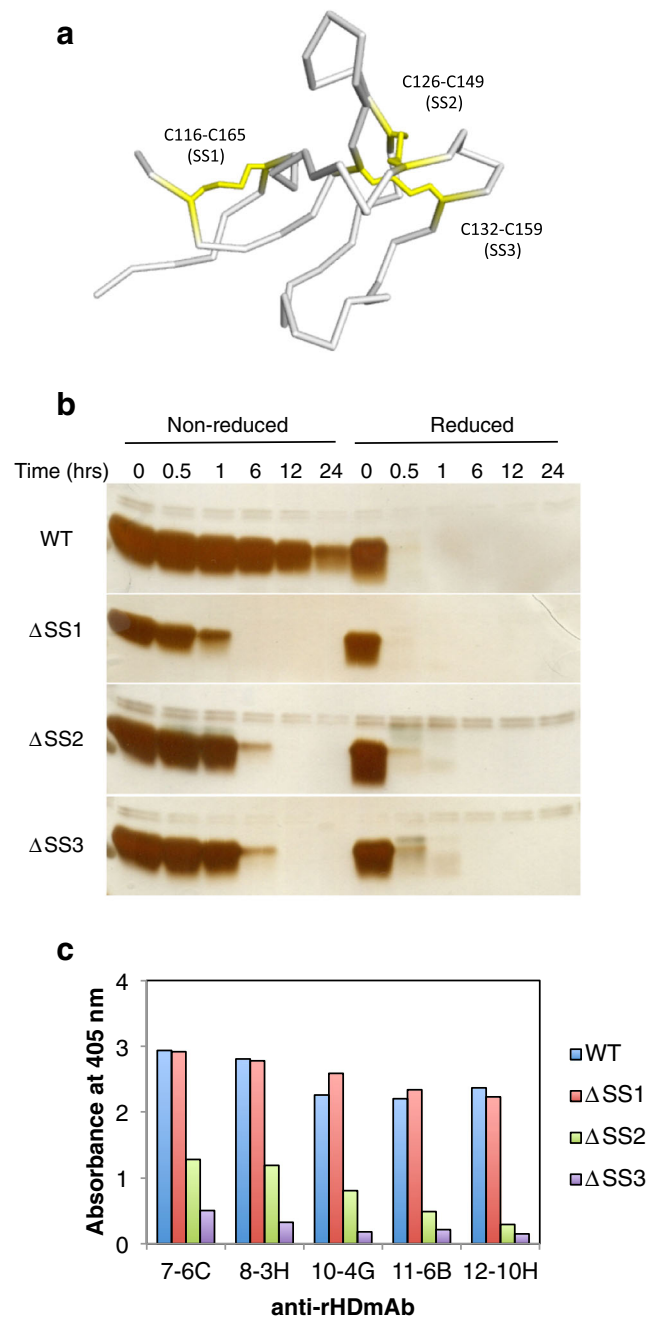 a
C126-C149
(SS2)
C116-C165
(SS1)
C132-C159
(SS3)
b
Non-reduced Reduced
Time (hrs) 0 0.5 1 6 12 24 0 0.5 1 6 12 24
WT
ΔSS1
ΔSS2
ΔSS3
c
Absorbance at 405 nm
4
3
2
1
0
7-6C 8-3H 10-4G 11-6B 12-10H
anti-rHDmAb
WT
ΔSS1
ΔSS2
ΔSS3